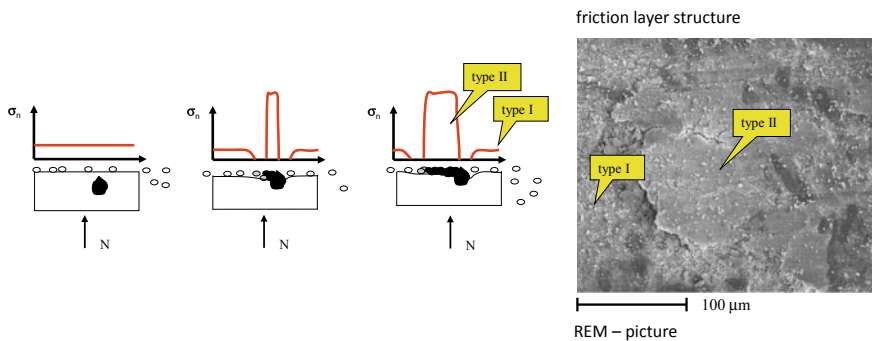 friction layer structure
σn
σn
σn
type II
type I
N
N
N
type II
type I
100 μm
REM – picture